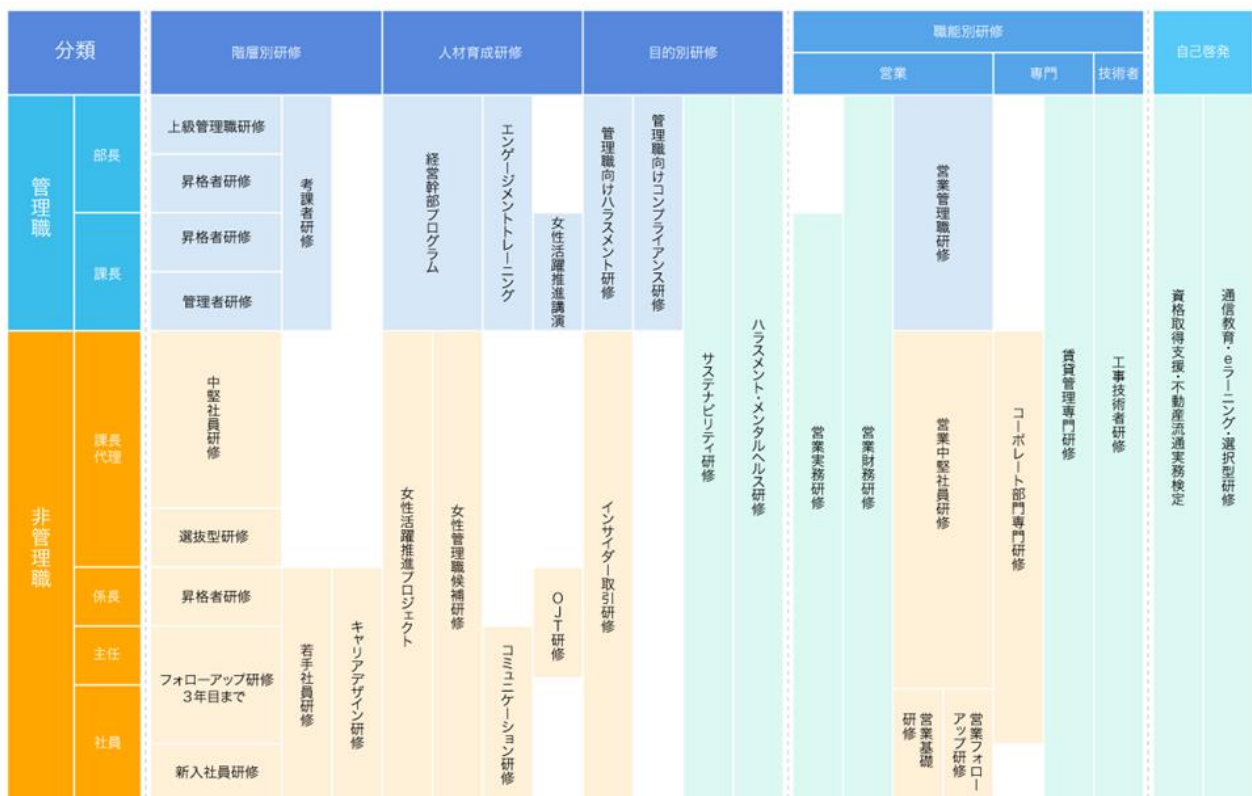 分類
階層別研修
人材育成研修
目的別研修
職能別研修
営業
専門
技術者
自己啓発
管理職
部長
課長
非管理職
課長
代理
係長
主任
社員
上級管理職研修
昇格者研修
昇格者研修
管理者研修
中堅社員研修
選抜型研修
昇格者研修
フォローアップ研修
3年目まで
新入社員研修
考課者研修
若手社員研修
キャリアデザイン研修
経営幹部プログラム
女性活躍推進プロジェクト
女性管理職候補研修
エンゲージメントトレーニング
コミュニケーション研修
女性活躍推進講演
OJT研修
管理職向けハラスメント研修
インサイダー取引研修
管理職向けコンプライアンス研修
サステナビリティ研修
ハラスメント・メンタルヘルス研修
営業実務研修
営業財務研修
営業管理職研修
営業中堅社員研修
営業基礎
研修
営業フォロー
アップ研修
コーポレート部門専門研修
賃貸管理専門研修
工事技術者研修
資格取得支援・不動産流通実務検定
通信教育・eラーニング・選択型研修